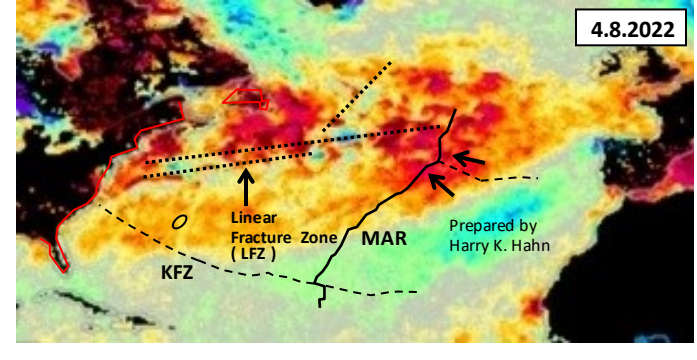 4.8.2022
Linear
Fracture Zone
( LFZ )
MAR
Prepared by
Harry K. Hahn
KFZ